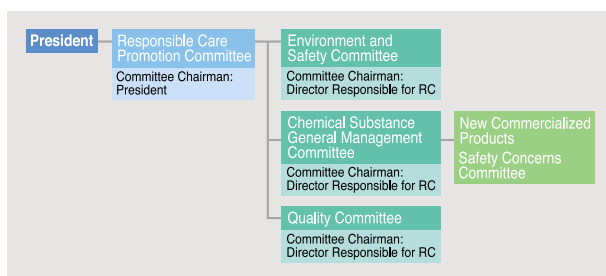 President
Responsible Care
Promotion Committee
Committee Chairman:
President
Environment and
Safety Committee
Committee Chairman:
Director Responsible for RC
Chemical Substance
General Management
Committee
Committee Chairman:
Director Responsible for RC
New Commercialized
Products
Safety Concerns
Committee
Quality Committee
Committee Chairman:
Director Responsible for RC